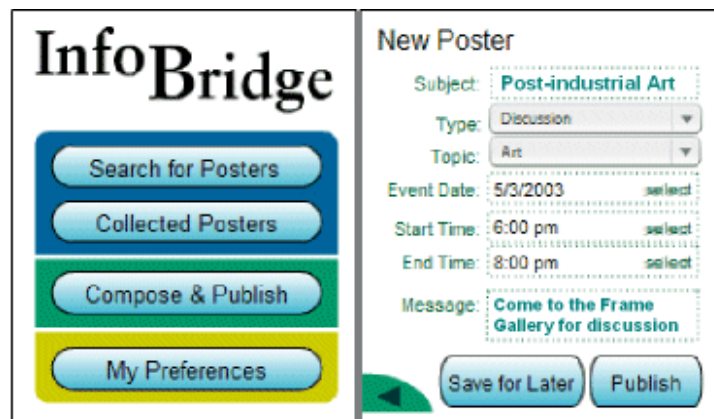 InfoBridge
Search for Posters
Collected Posters
Compose & Publish
My Preferences
New Poster
Subject: Post-industrial Art
Type: Discussion
Topic: Art
Event Date: 5/3/2003 select
Start Time: 6:00 pm select
End Time: 8:00 pm select
Message: Come to the Frame
Gallery for discussion
Save for Later Publish